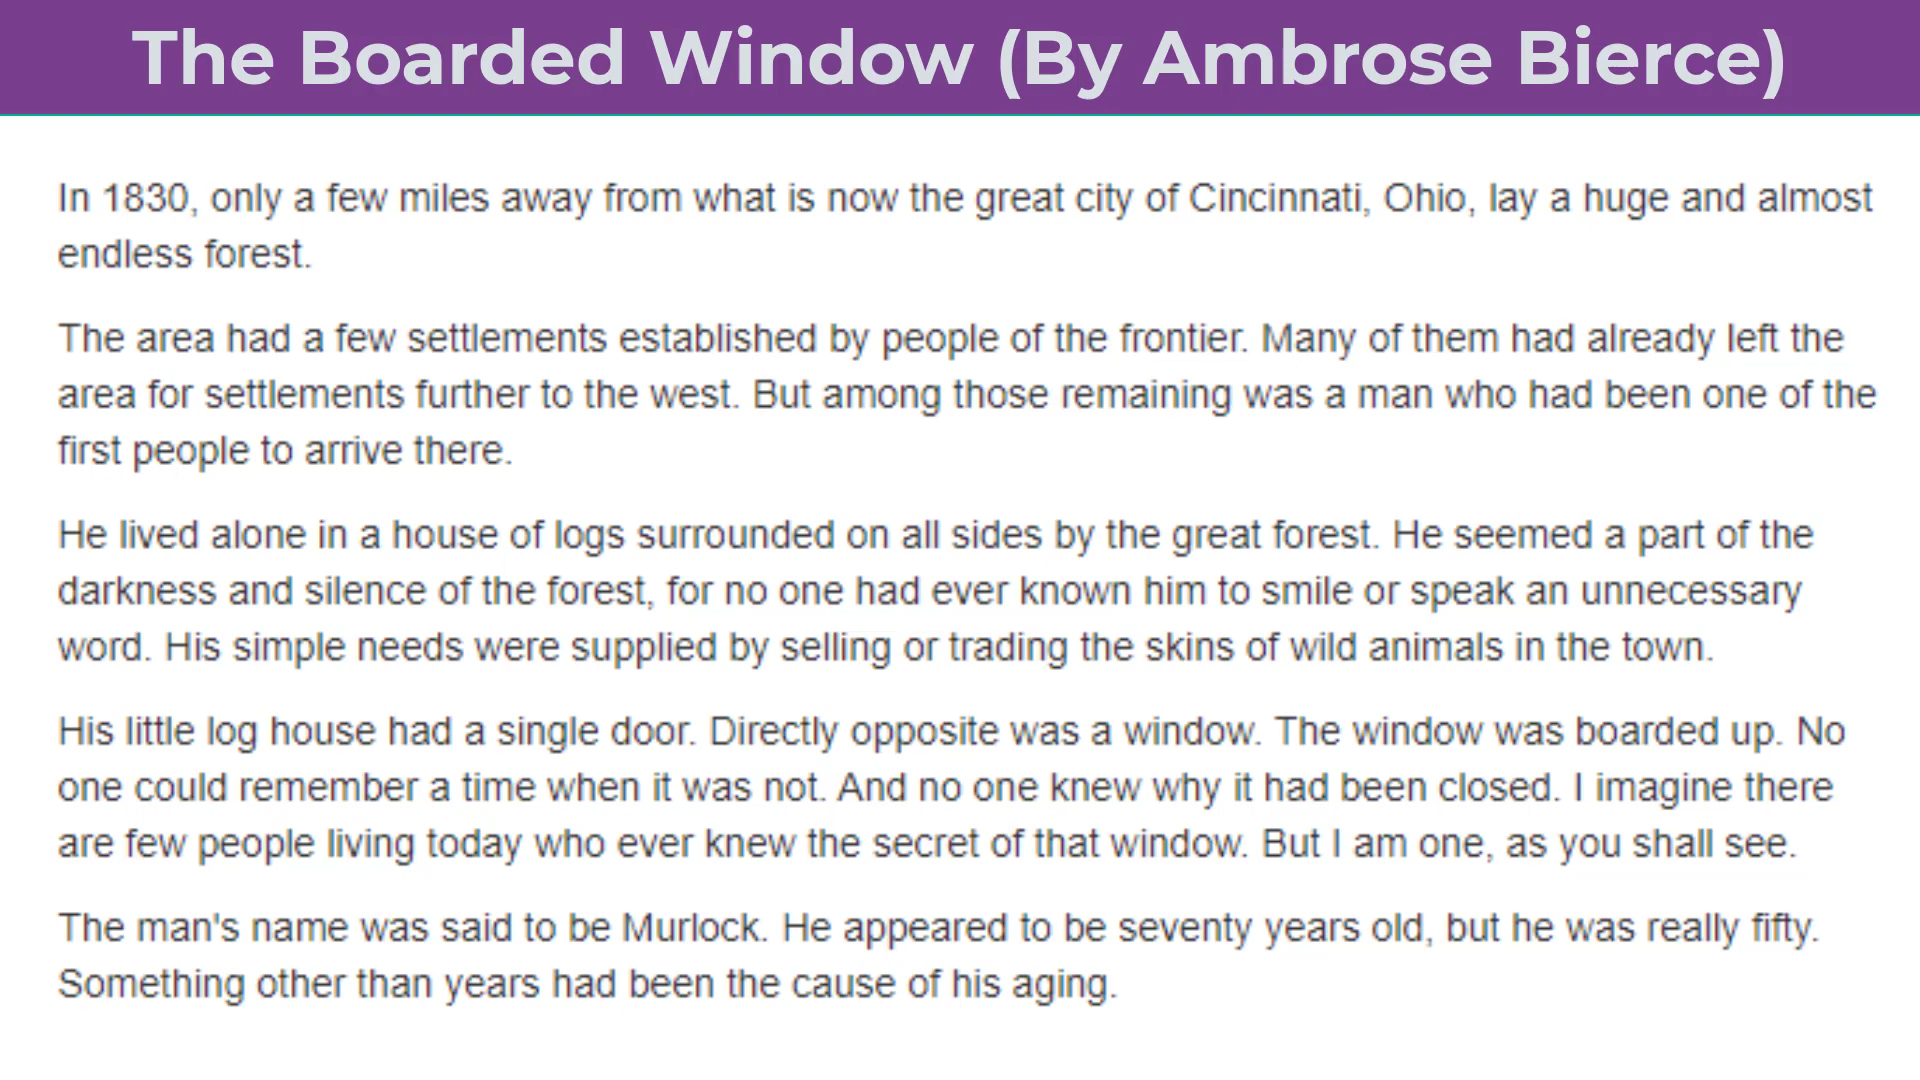 The Boarded Window (By Ambrose Bierce)
In 1830, only a few miles away from what is now the great city of Cincinnati, Ohio, lay a huge and almost
endless forest.
The area had a few settlements established by people of the frontier. Many of them had already left the
area for settlements further to the west. But among those remaining was a man who had been one of the
first people to arrive there.
He lived alone in a house of logs surrounded on all sides by the great forest. He seemed a part of the
darkness and silence of the forest, for no one had ever known him to smile or speak an unnecessary
word. His simple needs were supplied by selling or trading the skins of wild animals in the town.
His little log house had a single door. Directly opposite was a window. The window was boarded up. No
one could remember a time when it was not. And no one knew why it had been closed. I imagine there
are few people living today who ever knew the secret of that window. But I am one, as you shall see.
The man's name was said to be Murlock. He appeared to be seventy years old, but he was really fifty.
Something other than years had been the cause of his aging.